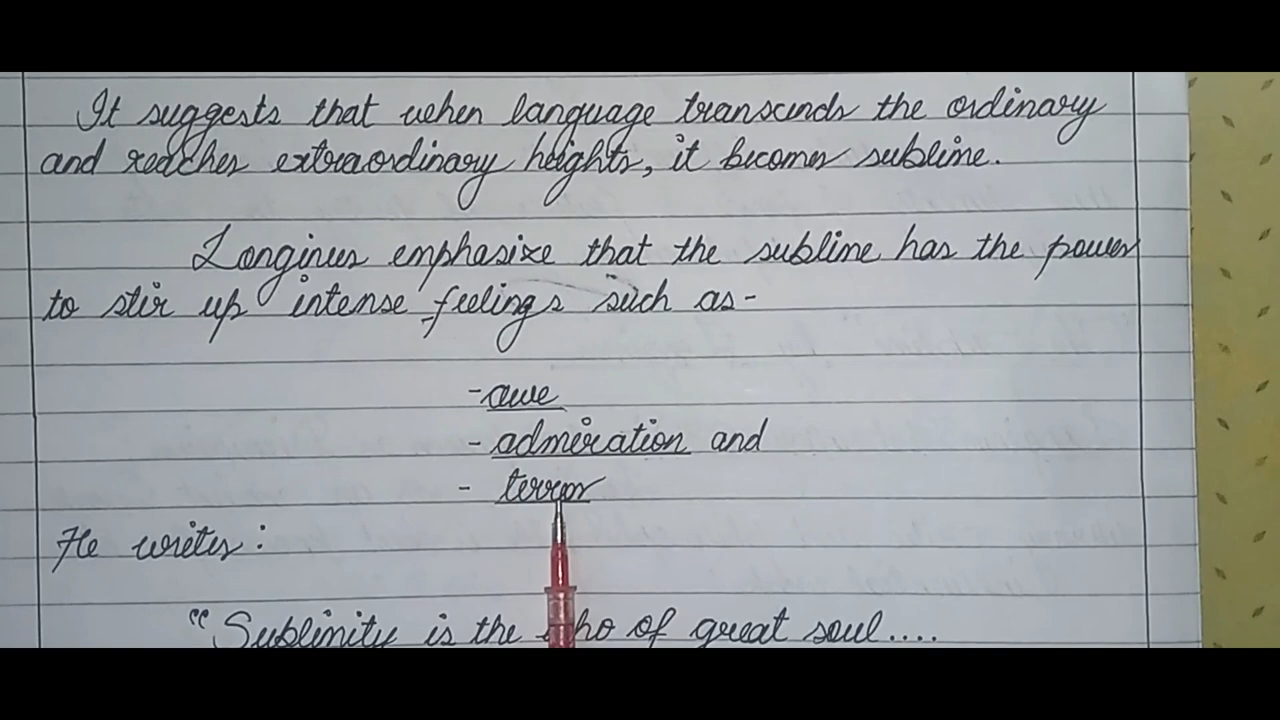 It suggests that when language transcends the ordinary
and reaches extraordinary heights, it becomes sublime.
Longinus emphasize that the sublime has the power
to stir up intense feelings such as-
-awe
- admiration and
- terror
He writes:
"Sublimity is the echo of great soul....